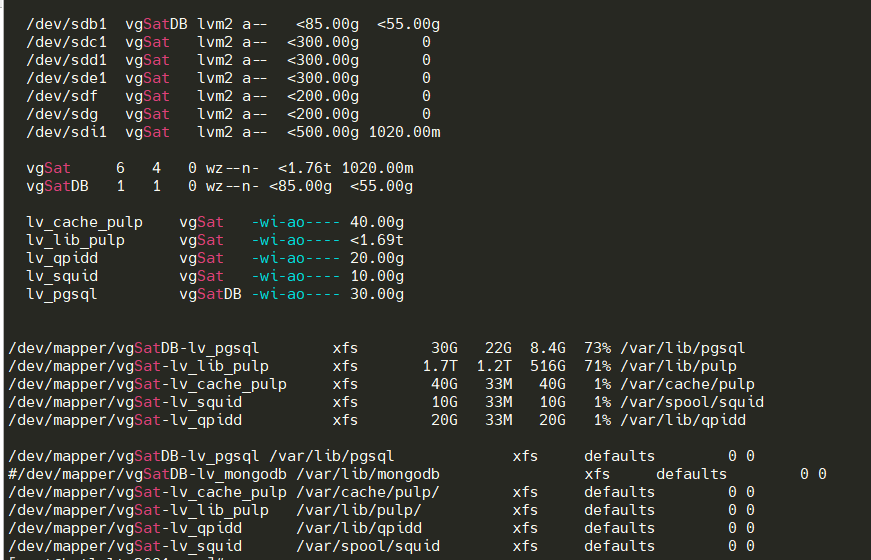 /dev/sdb1 vgSatDB lvm2 a-- <85.00g <55.00g
/dev/sdc1 vgSat lvm2 a-- <300.00g 0
/dev/sdd1 vgSat lvm2 a-- <300.00g 0
/dev/sde1 vgSat lvm2 a-- <300.00g 0
/dev/sdf vgSat lvm2 a-- <200.00g 0
/dev/sdg vgSat lvm2 a-- <200.00g 0
/dev/sdi1 vgSat lvm2 a-- <500.00g 1020.00m
vgSat 6 4 0 wz--n- <1.76t 1020.00m
vgSatDB 1 1 0 wz--n- <85.00g <55.00g
lv_cache_pulp vgSat -wi-ao---- 40.00g
lv_lib_pulp vgSat -wi-ao---- <1.69t
lv_qpidd vgSat -wi-ao---- 20.00g
lv_squid vgSat -wi-ao---- 10.00g
lv_pgsql vgSatDB -wi-ao---- 30.00g
/dev/mapper/vgSatDB-lv_pgsql xfs 30G 22G 8.4G 73% /var/lib/pgsql
/dev/mapper/vgSat-lv_lib_pulp xfs 1.7T 1.2T 516G 71% /var/lib/pulp
/dev/mapper/vgSat-lv_cache_pulp xfs 40G 33M 40G 1% /var/cache/pulp
/dev/mapper/vgSat-lv_squid xfs 10G 33M 10G 1% /var/spool/squid
/dev/mapper/vgSat-lv_qpidd xfs 20G 33M 20G 1% /var/lib/qpidd
/dev/mapper/vgSatDB-lv_pgsql /var/lib/pgsql xfs defaults 0 0
#/dev/mapper/vgSatDB-lv_mongodb /var/lib/mongodb xfs defaults 0 0
/dev/mapper/vgSat-lv_cache_pulp /var/cache/pulp/ xfs defaults 0 0
/dev/mapper/vgSat-lv_lib_pulp /var/lib/pulp/ xfs defaults 0 0
/dev/mapper/vgSat-lv_qpidd /var/lib/qpidd xfs defaults 0 0
/dev/mapper/vgSat-lv_squid /var/spool/squid xfs defaults 0 0